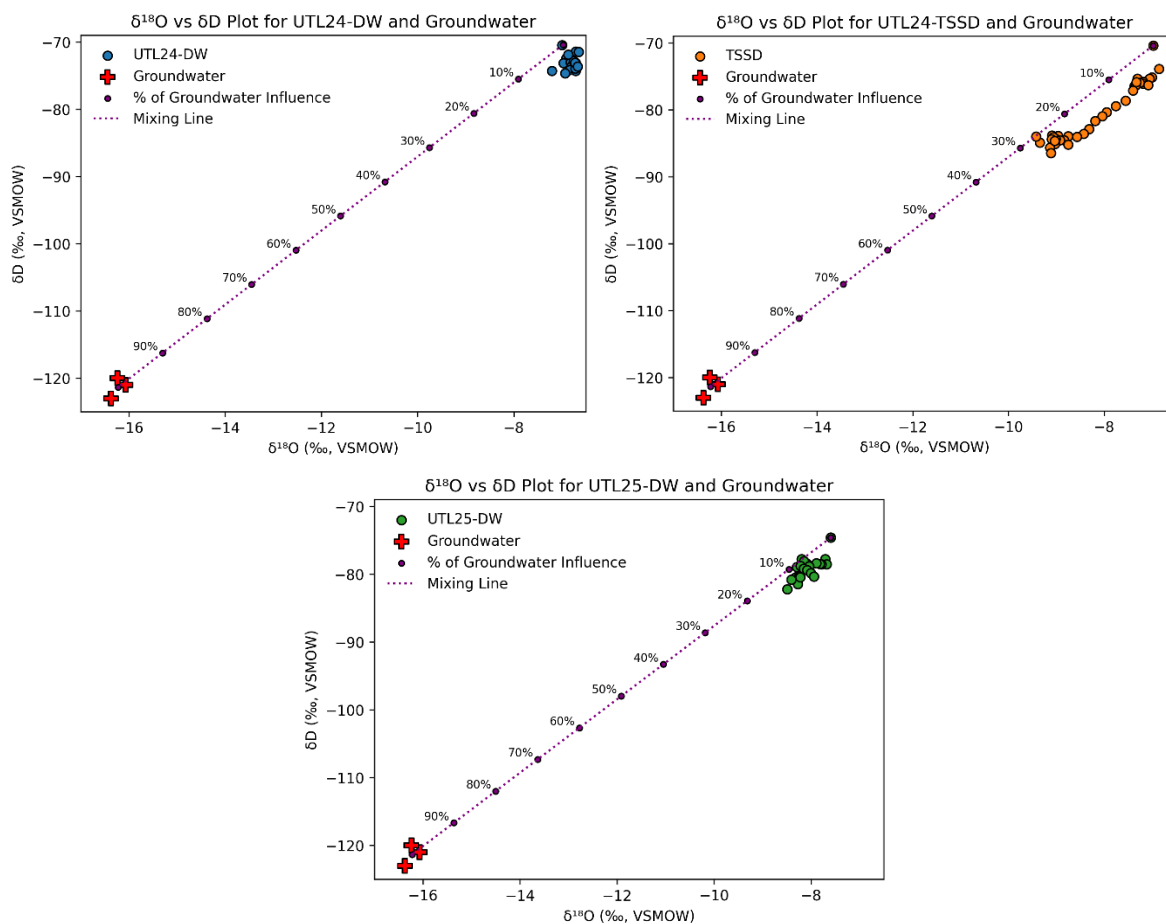 δ¹⁸O vs δD Plot for UTL24-DW and Groundwater
UTL24-DW
Groundwater
% of Groundwater Influence
Mixing Line
10%
20%
30%
40%
50%
60%
70%
80%
90%
−70
−80
−90
−100
−110
−120
δD (‰, VSMOW)
−16
−14
−12
−10
−8
δ¹⁸O (‰, VSMOW)
δ¹⁸O vs δD Plot for UTL24-TSSD and Groundwater
TSSD
Groundwater
% of Groundwater Influence
Mixing Line
10%
20%
30%
40%
50%
60%
70%
80%
90%
−70
−80
−90
−100
−110
−120
δD (‰, VSMOW)
−16
−14
−12
−10
−8
δ¹⁸O (‰, VSMOW)
δ¹⁸O vs δD Plot for UTL25-DW and Groundwater
UTL25-DW
Groundwater
% of Groundwater Influence
Mixing Line
10%
20%
30%
40%
50%
60%
70%
80%
90%
−70
−80
−90
−100
−110
−120
δD (‰, VSMOW)
−16
−14
−12
−10
−8
δ¹⁸O (‰, VSMOW)